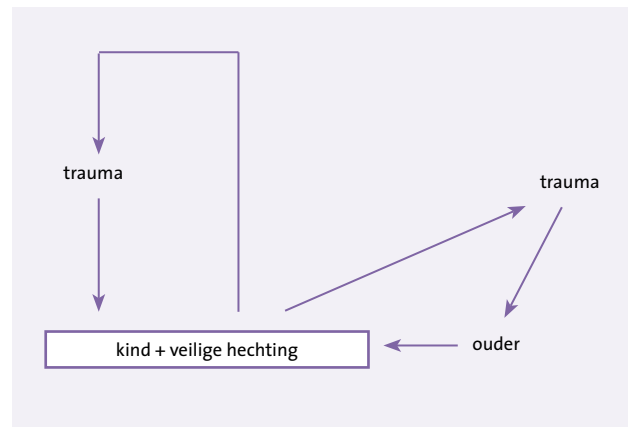 trauma
trauma
kind + veilige hechting
ouder